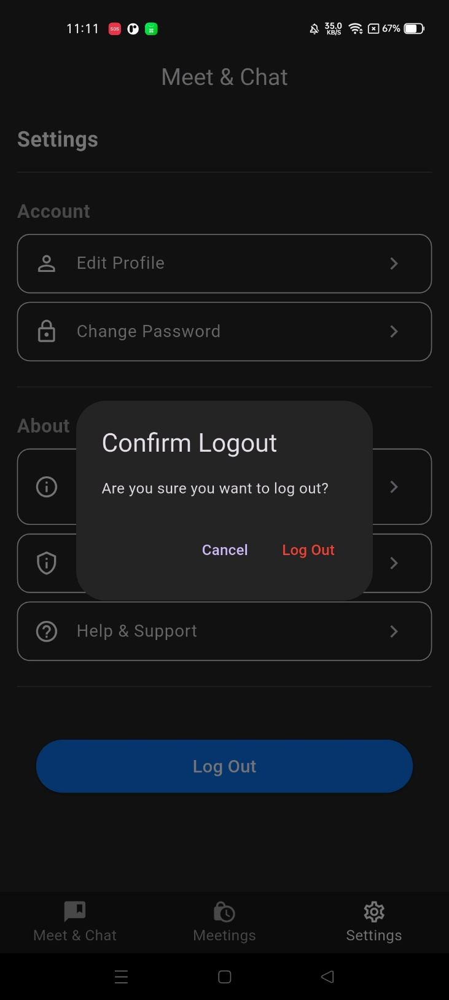 11:11 SOS 35.0 KB/S 67%
Meet & Chat
Settings
Account
Edit Profile
Change Password
About
Confirm Logout
Are you sure you want to log out?
Cancel Log Out
Help & Support
Log Out
Meet & Chat Meetings Settings